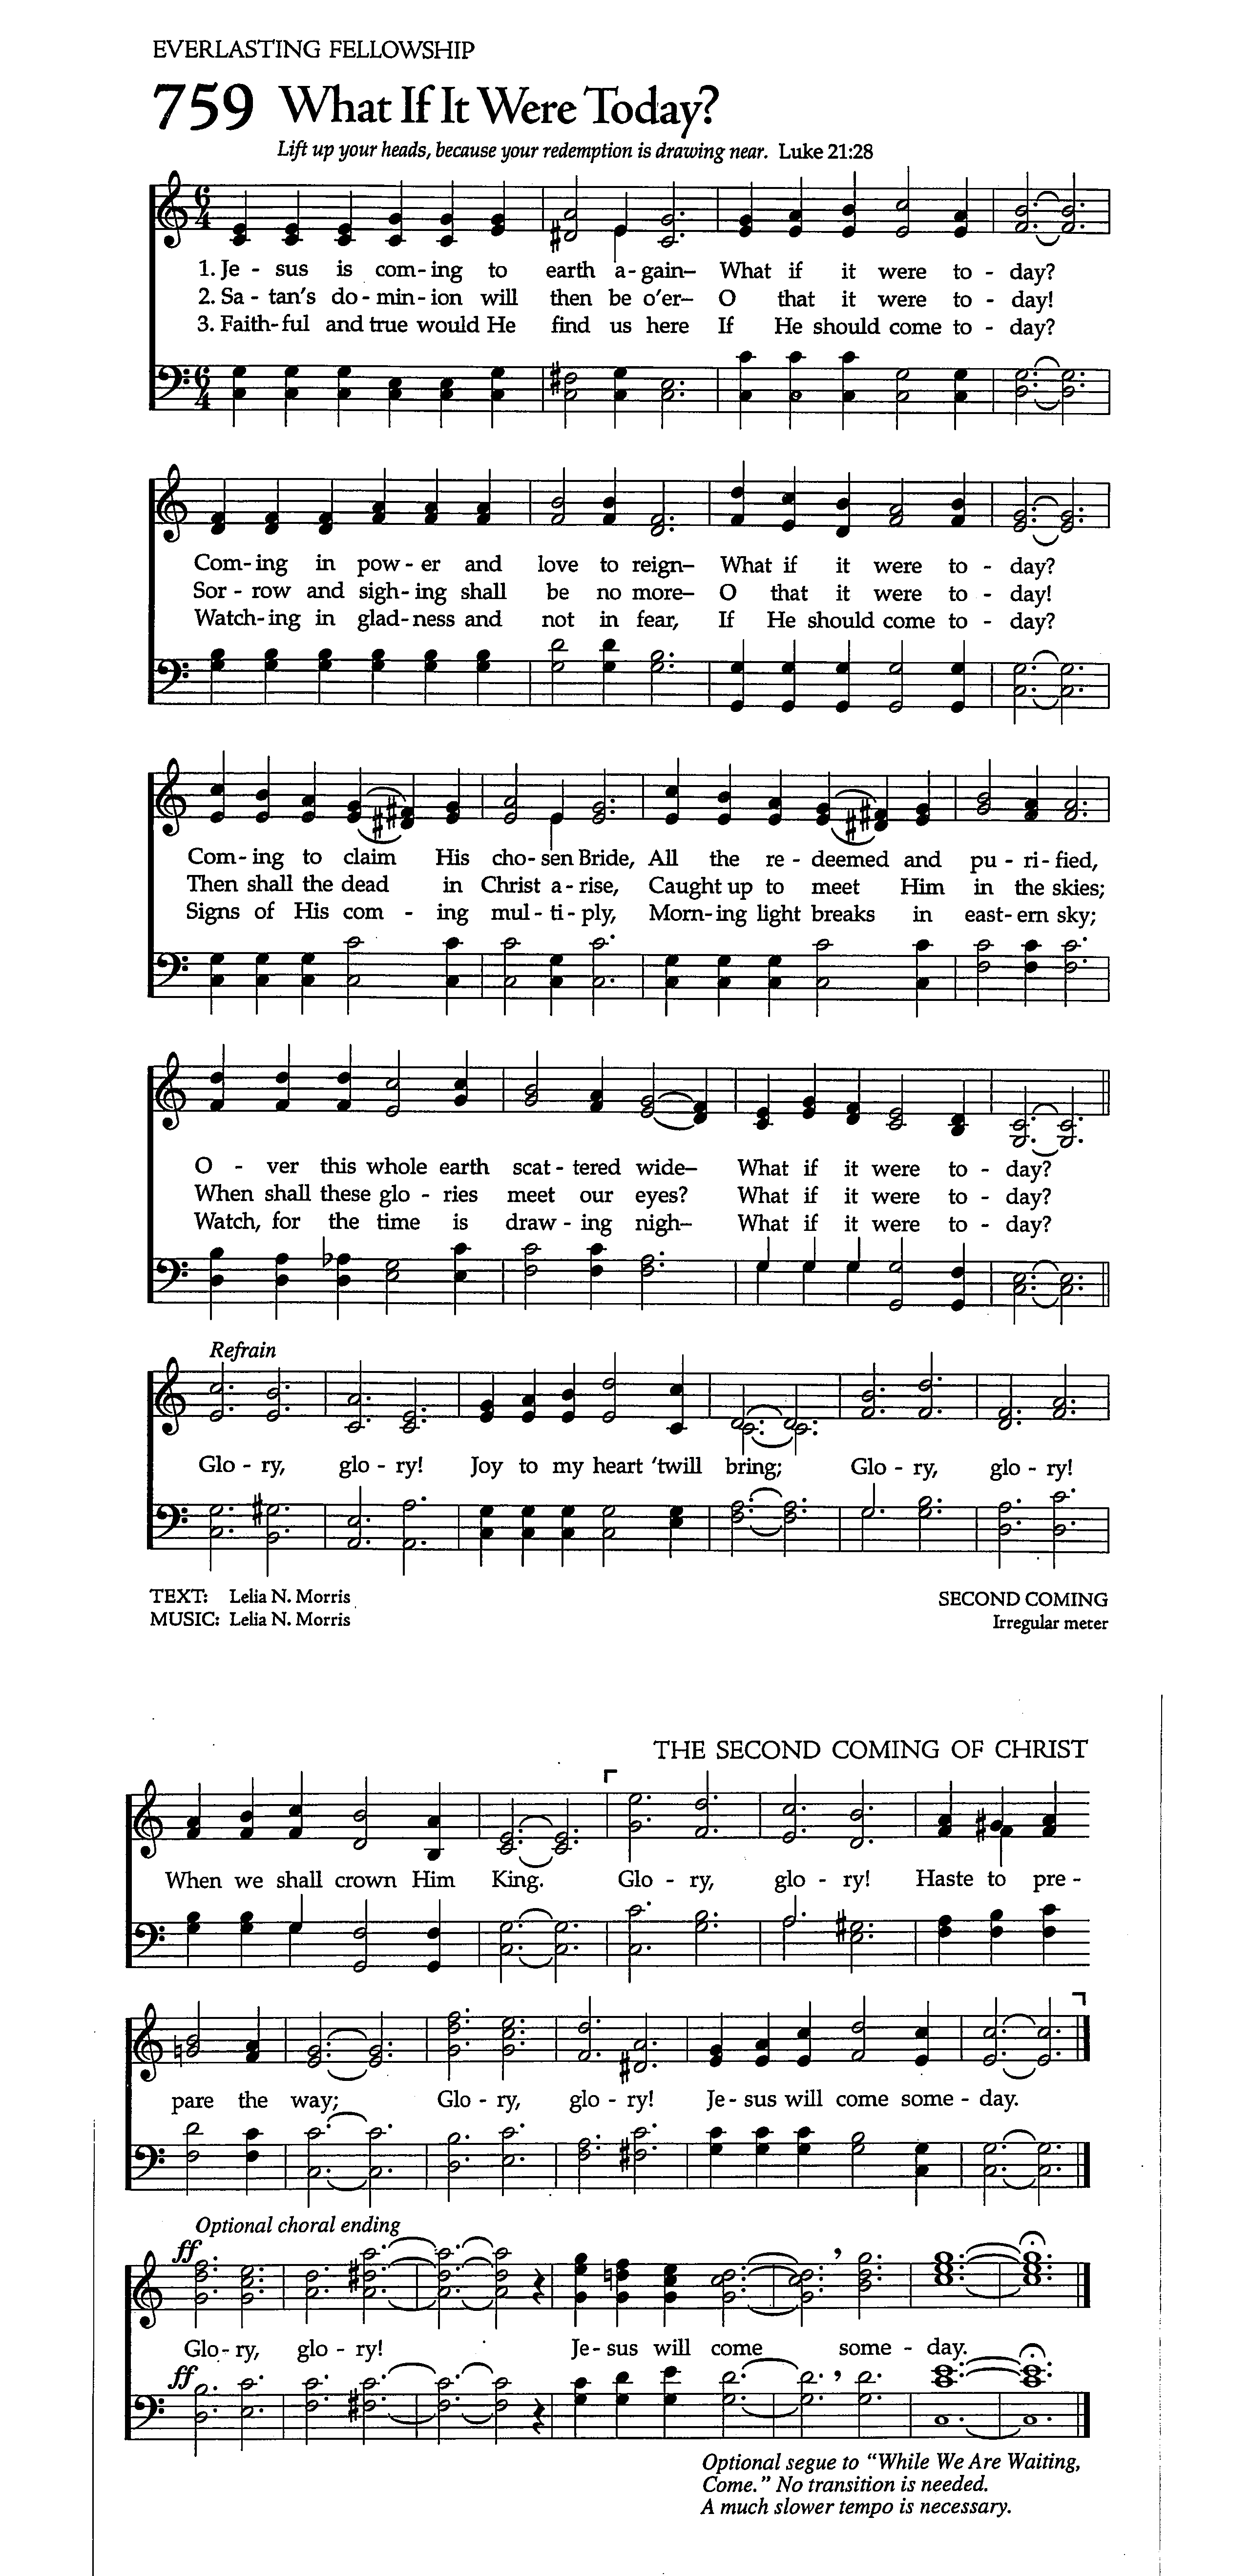 EVERLASTING FELLOWSHIP
759 What If It Were Today?
Lift up your heads, because your redemption is drawing near. Luke 21:28
1. Je - sus is com - ing to earth a - gain– What if it were to - day?
2. Sa - tan's do - min - ion will then be o'er– O that it were to - day!
3. Faith - ful and true would He find us here If He should come to - day?
Com - ing in pow - er and love to reign– What if it were to - day?
Sor - row and sigh - ing shall be no more– O that it were to - day!
Watch - ing in glad - ness and not in fear, If He should come to - day?
Com - ing to claim His cho - sen Bride, All the re - deemed and pu - ri - fied,
Then shall the dead in Christ a - rise, Caught up to meet Him in the skies;
Signs of His com - ing mul - ti - ply, Morn - ing light breaks in east - ern sky;
O - ver this whole earth scat - tered wide– What if it were to - day?
When shall these glo - ries meet our eyes? What if it were to - day?
Watch, for the time is draw - ing nigh– What if it were to - day?
Refrain
Glo - ry, glo - ry! Joy to my heart 'twill bring; Glo - ry, glo - ry!
TEXT: Lelia N. Morris
MUSIC: Lelia N. Morris
SECOND COMING
Irregular meter
THE SECOND COMING OF CHRIST
When we shall crown Him King. Glo - ry, glo - ry! Haste to pre -
pare the way; Glo - ry, glo - ry! Je - sus will come some - day.
Optional choral ending
ff
Glo - ry, glo - ry! Je - sus will come some - day.
ff
Optional segue to "While We Are Waiting,
Come." No transition is needed.
A much slower tempo is necessary.